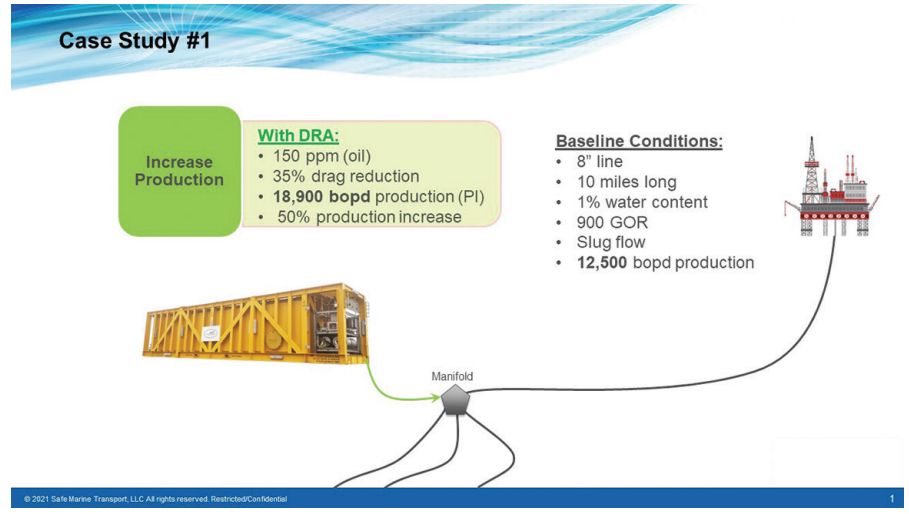 Case Study #1
Increase
Production
With DRA:
• 150 ppm (oil)
• 35% drag reduction
• 18,900 bopd production (PI)
• 50% production increase
Baseline Conditions:
• 8” line
• 10 miles long
• 1% water content
• 900 GOR
• Slug flow
• 12,500 bopd production
Manifold
© 2021 Safe Marine Transport, LLC All rights reserved. Restricted/Confidential
1